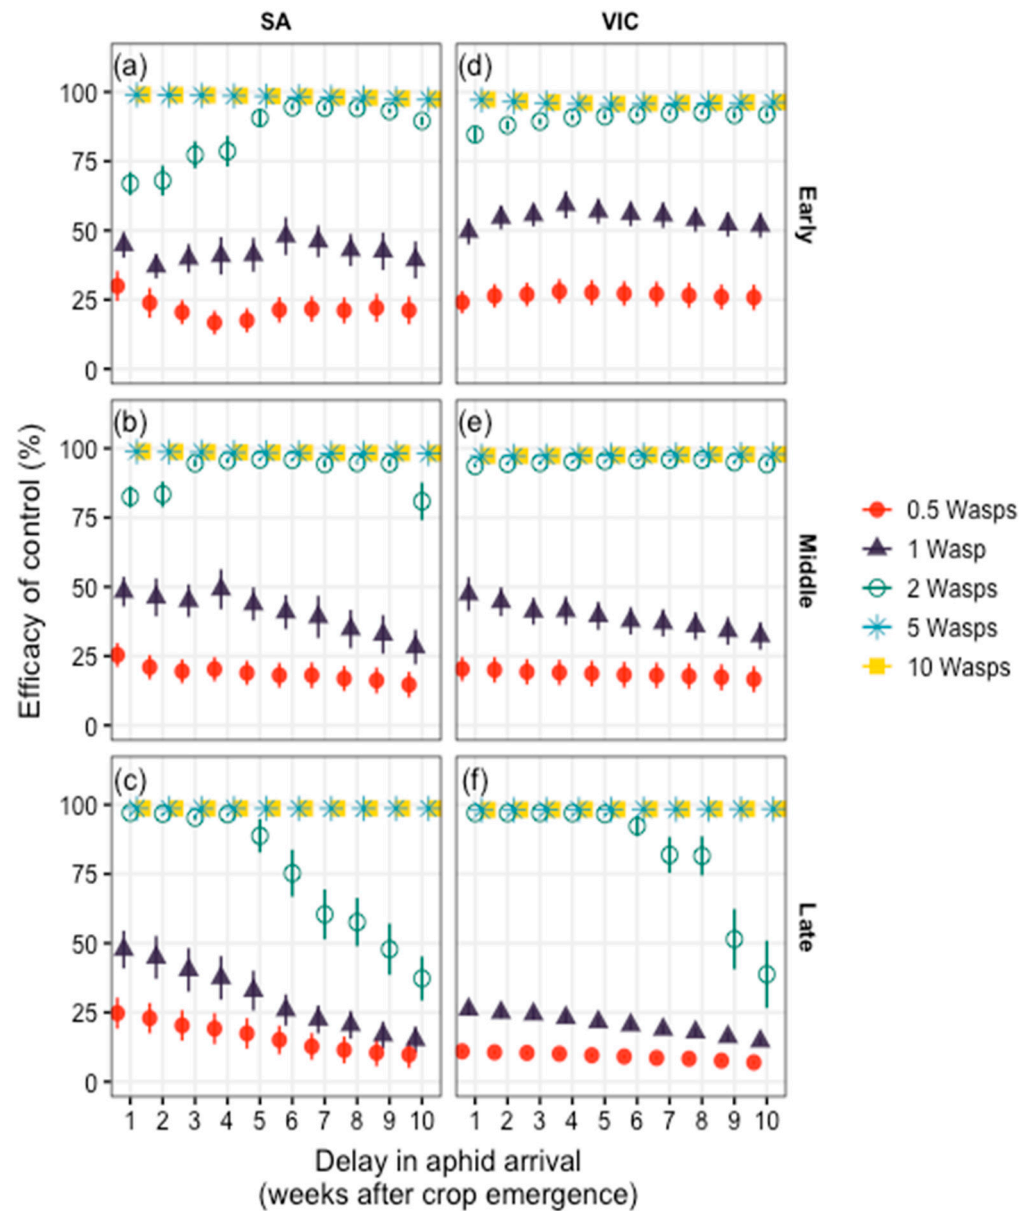 SA VIC
(a) (d)
100
75
50
25
0
Early
(b) (e)
100
75
50
25
0
Middle
(c) (f)
100
75
50
25
0
Late
1 2 3 4 5 6 7 8 9 10 1 2 3 4 5 6 7 8 9 10
Efficacy of control (%)
Delay in aphid arrival
(weeks after crop emergence)
0.5 Wasps
1 Wasp
2 Wasps
5 Wasps
10 Wasps